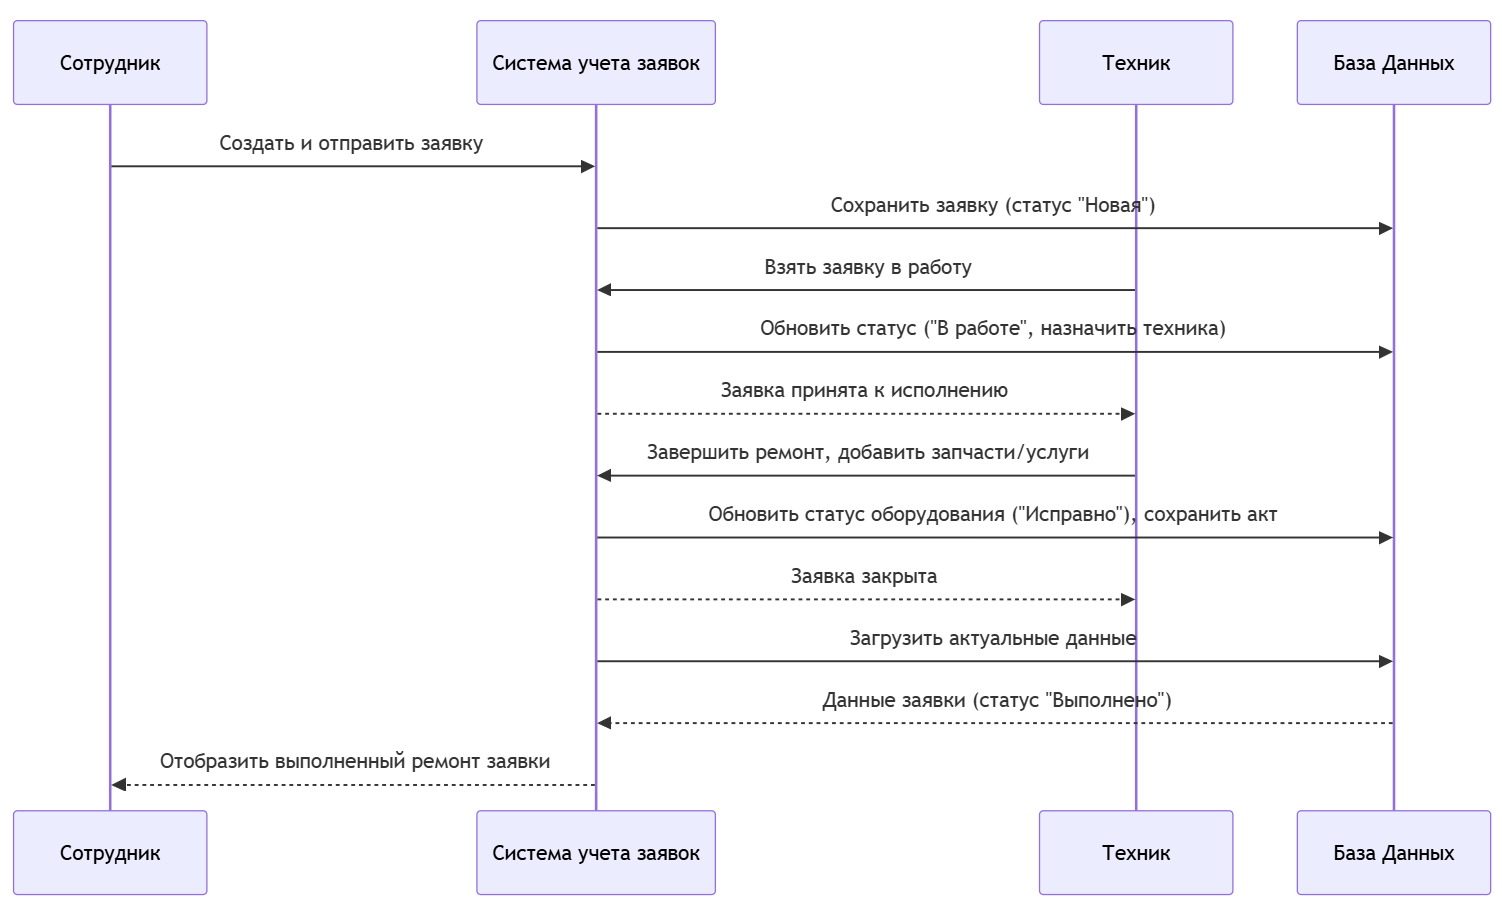 Сотрудник
Система учета заявок
Техник
База Данных
Создать и отправить заявку
Сохранить заявку (статус "Новая")
Взять заявку в работу
Обновить статус ("В работе", назначить техника)
Заявка принята к исполнению
Завершить ремонт, добавить запчасти/услуги
Обновить статус оборудования ("Исправно"), сохранить акт
Заявка закрыта
Загрузить актуальные данные
Данные заявки (статус "Выполнено")
Отобразить выполненный ремонт заявки
Сотрудник
Система учета заявок
Техник
База Данных